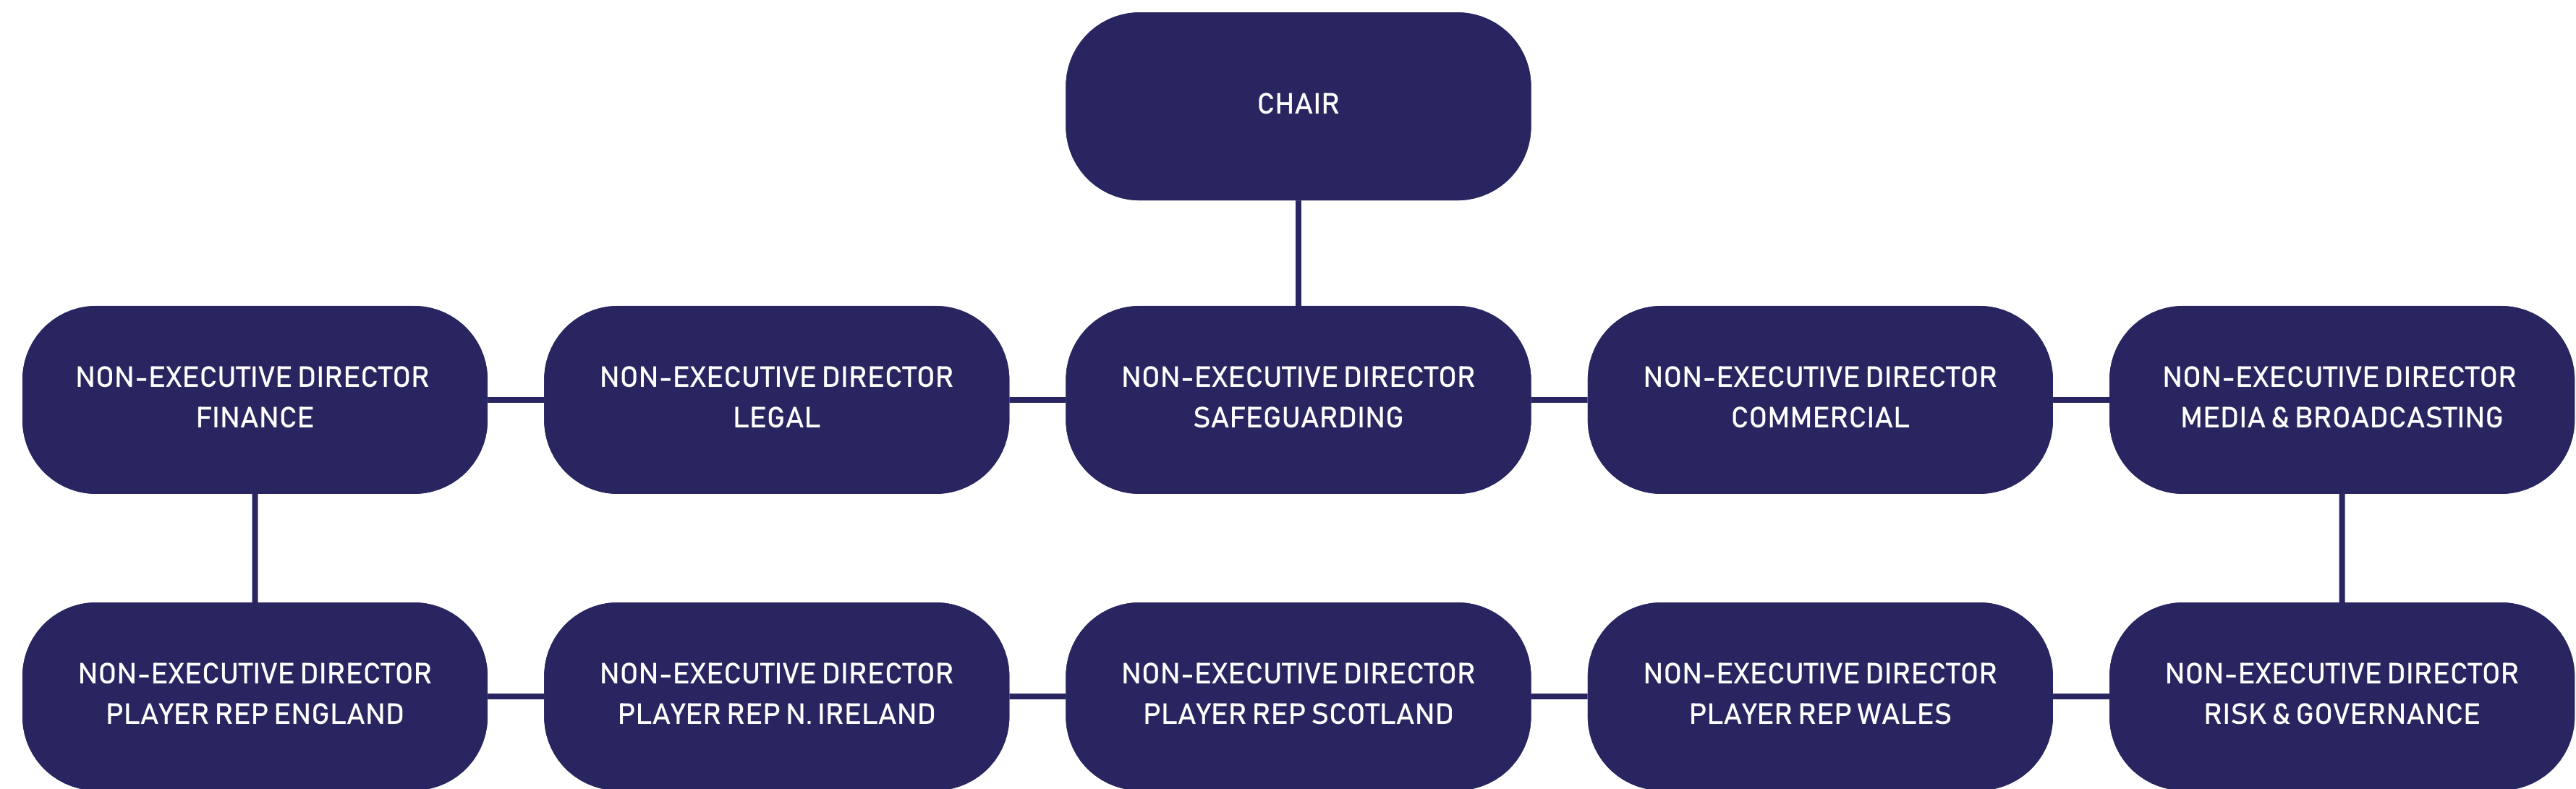 CHAIR
NON-EXECUTIVE DIRECTOR
FINANCE
NON-EXECUTIVE DIRECTOR
LEGAL
NON-EXECUTIVE DIRECTOR
SAFEGUARDING
NON-EXECUTIVE DIRECTOR
COMMERCIAL
NON-EXECUTIVE DIRECTOR
MEDIA & BROADCASTING
NON-EXECUTIVE DIRECTOR
PLAYER REP ENGLAND
NON-EXECUTIVE DIRECTOR
PLAYER REP N. IRELAND
NON-EXECUTIVE DIRECTOR
PLAYER REP SCOTLAND
NON-EXECUTIVE DIRECTOR
PLAYER REP WALES
NON-EXECUTIVE DIRECTOR
RISK & GOVERNANCE